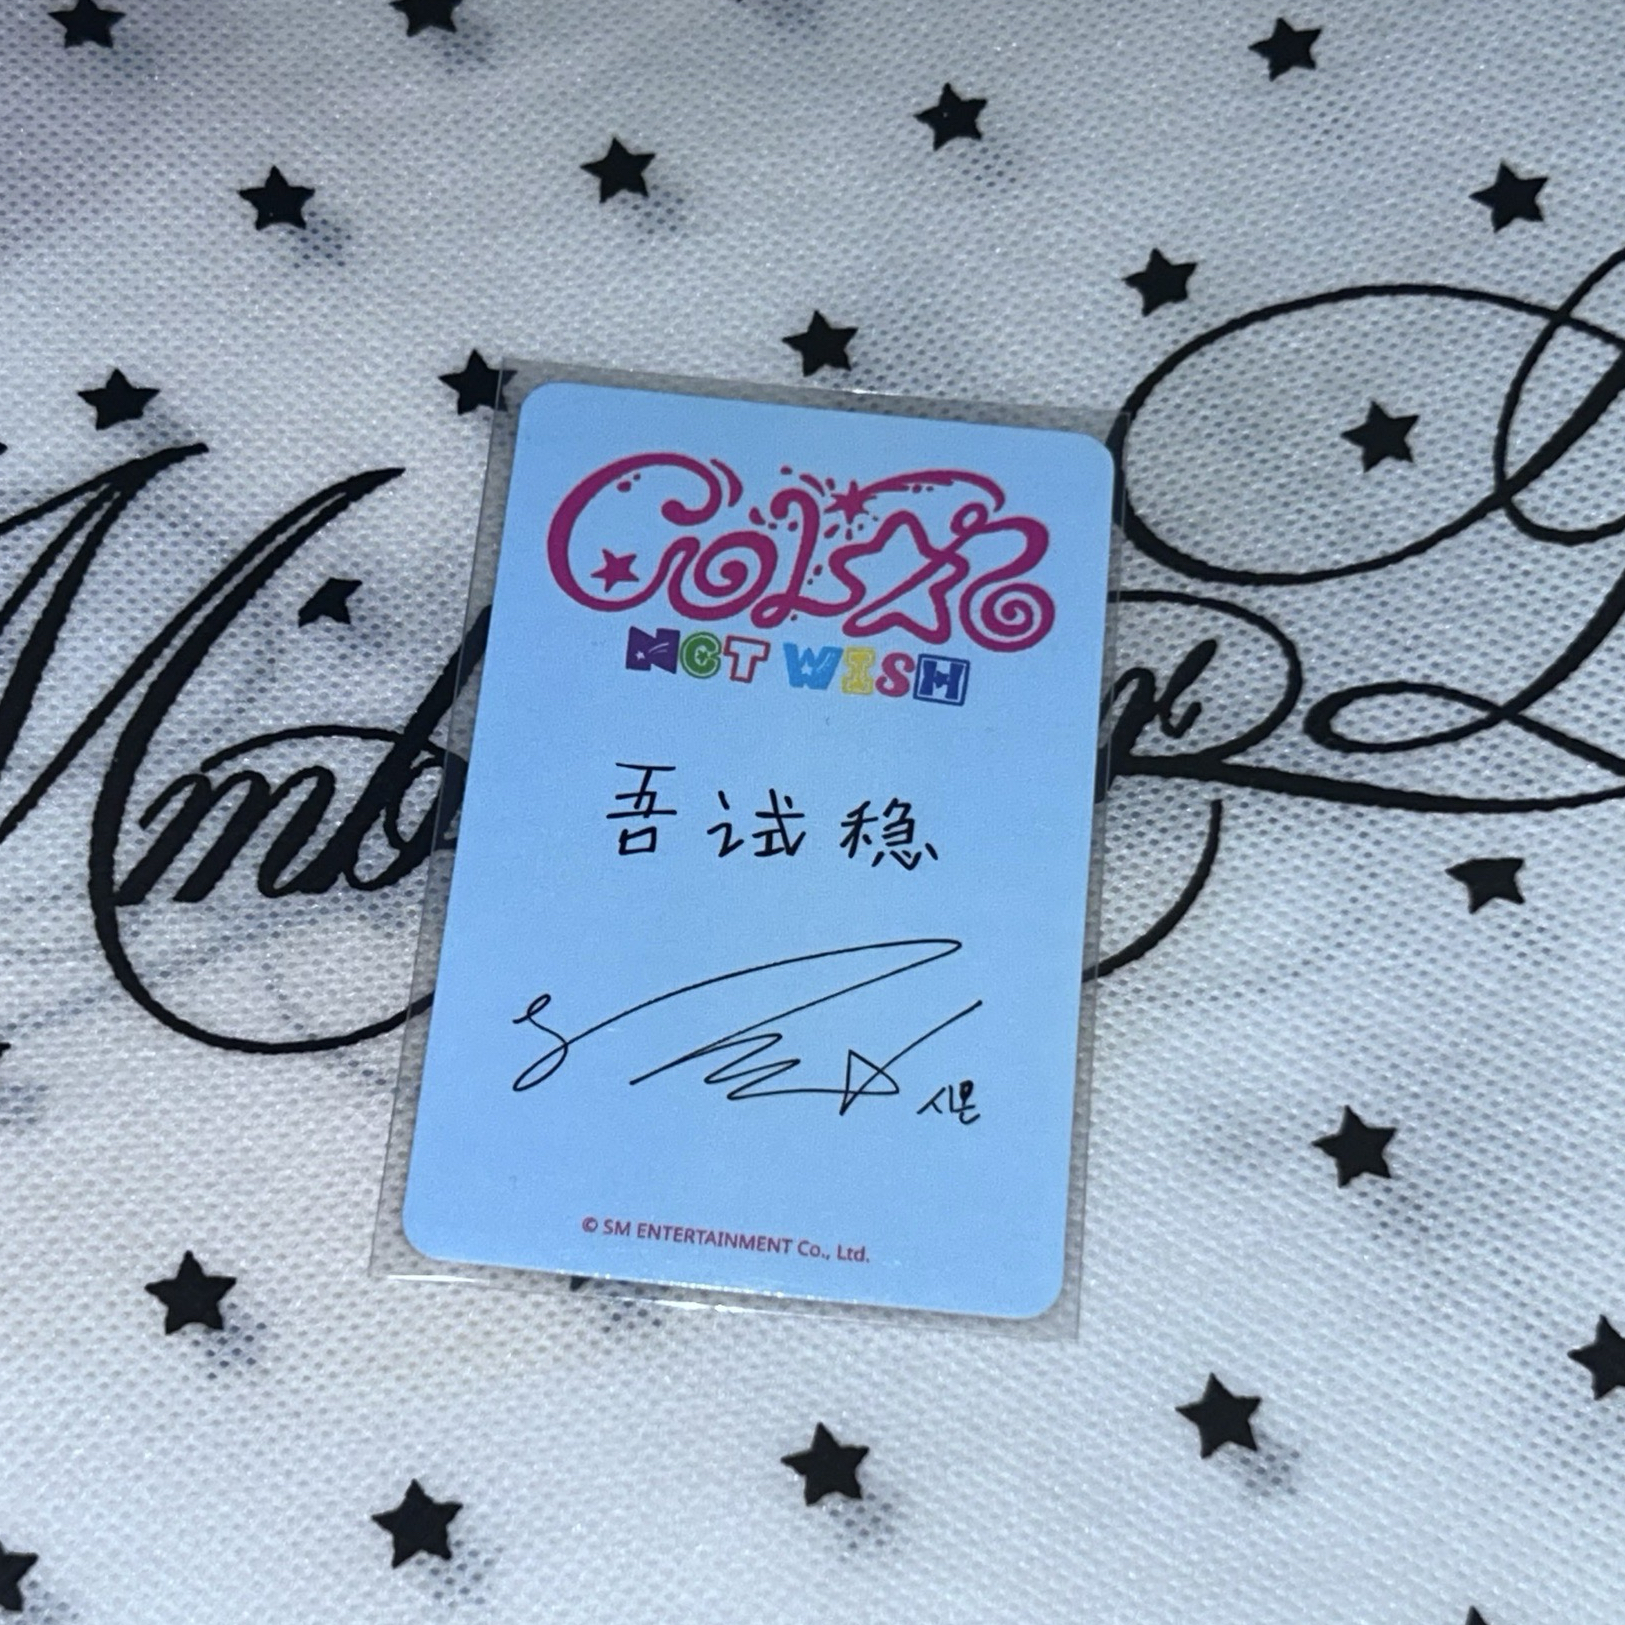 COLOR
NCT WISH
吾 试 稳
시온
© SM ENTERTAINMENT Co., Ltd.